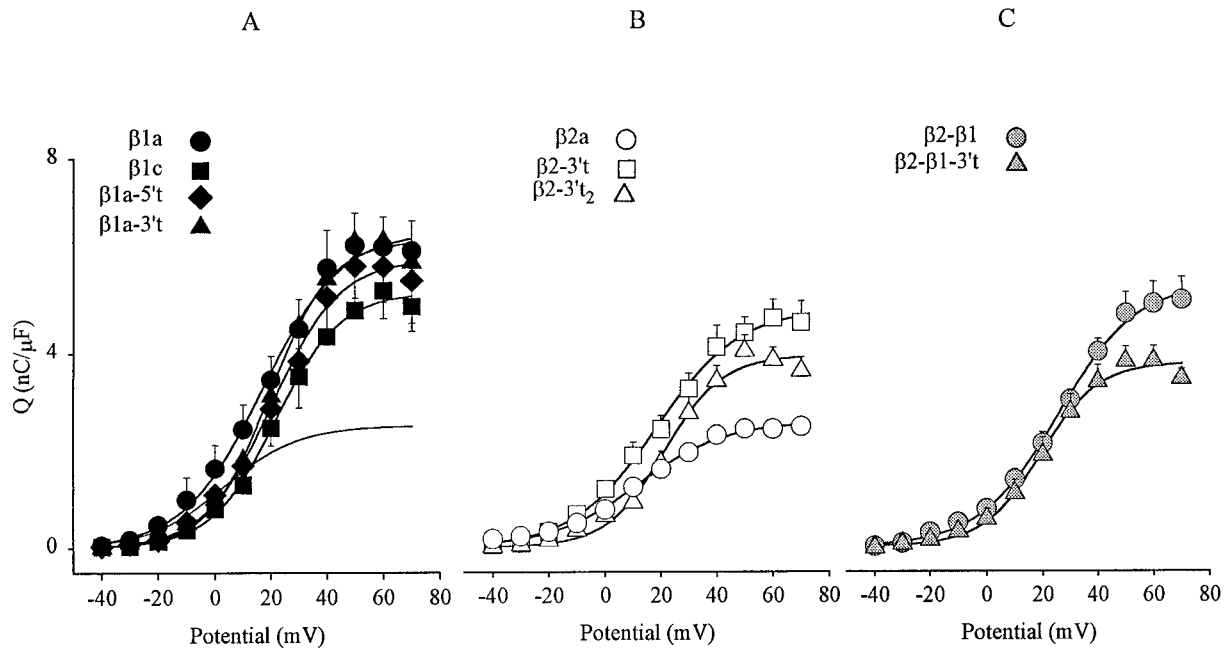 A
B
C
β1a
β1c
β1a-5't
β1a-3't
β2a
β2-3't
β2-3't₂
β2-β1
β2-β1-3't
8
4
0
Q (nC/μF)
-40 -20 0 20 40 60 80
-40 -20 0 20 40 60 80
-40 -20 0 20 40 60 80
Potential (mV)
Potential (mV)
Potential (mV)